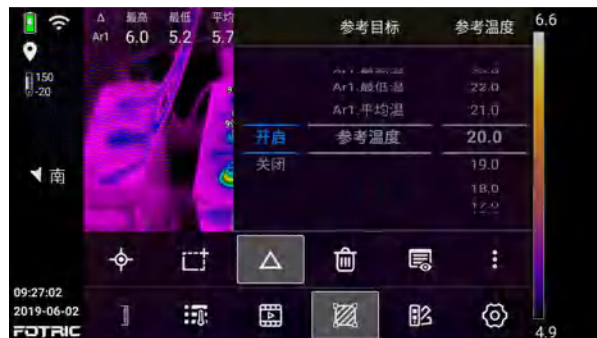 △ 最高 最低 平均
Ar1 6.0 5.2 5.7
150
-20
南
参考目标 参考温度
6.6
Ar1.最低温 22.0
Ar1.平均温 21.0
开启 参考温度 20.0
关闭 19.0
18.0
09:27:02
2019-06-02
FOTRIC
4.9